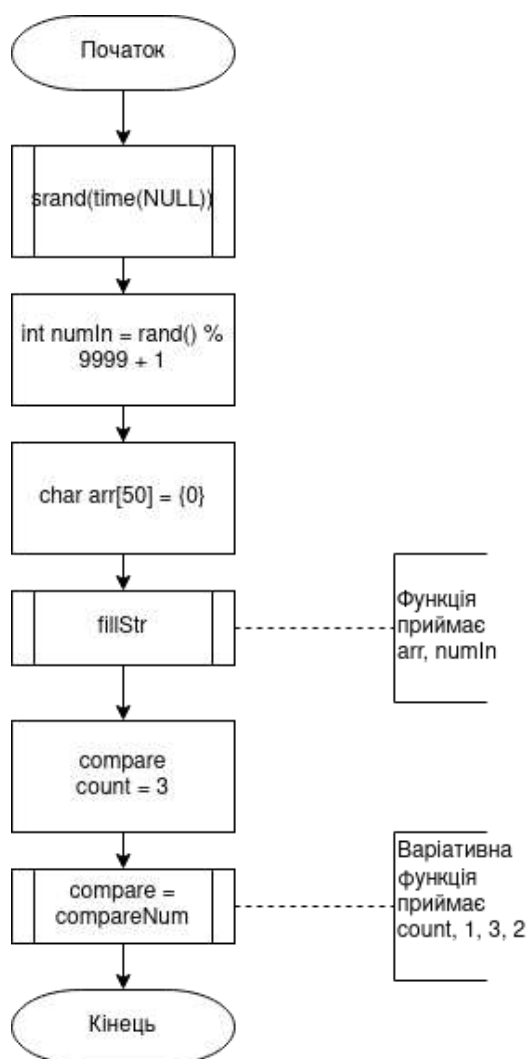 Початок
srand(time(NULL))
int numIn = rand() %
9999 + 1
char arr[50] = {0}
fillStr
Функція
приймає
arr, numIn
compare
count = 3
compare =
compareNum
Варіативна
функція
приймає
count, 1, 3, 2
Кінець